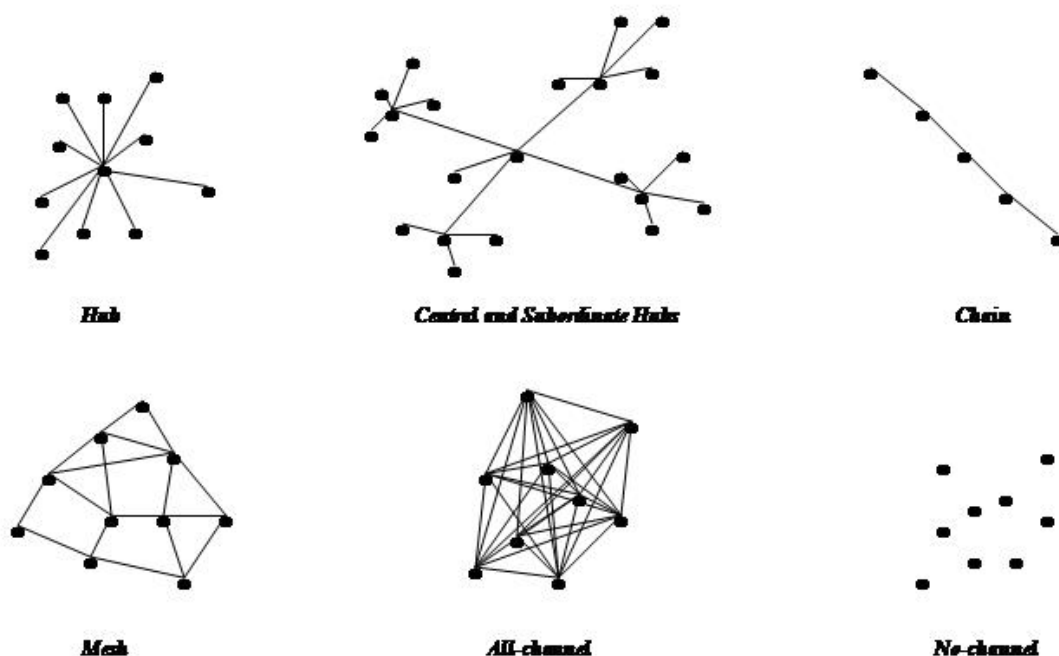 Hub
Central and Subordinate Hubs
Chain
Mesh
All-channel
No-channel